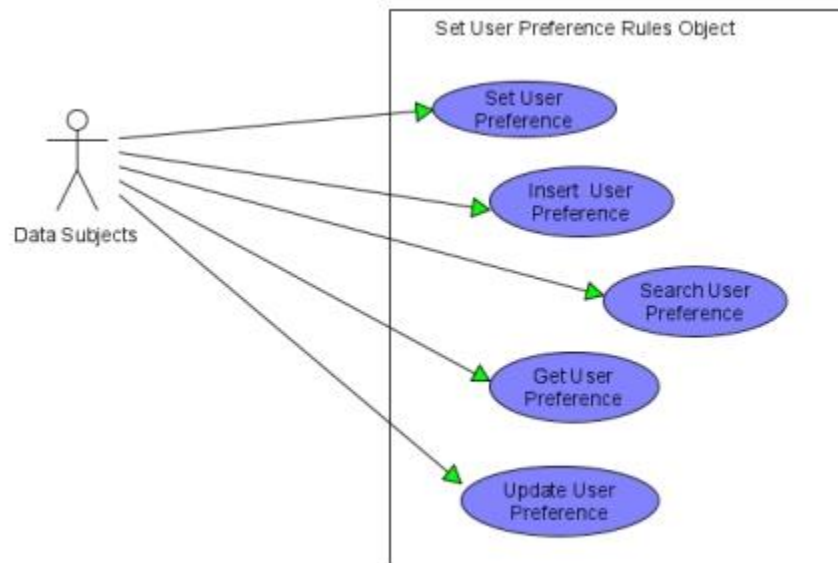 Set User Preference Rules Object
Set User
Preference
Insert User
Preference
Data Subjects
Search User
Preference
Get User
Preference
Update User
Preference